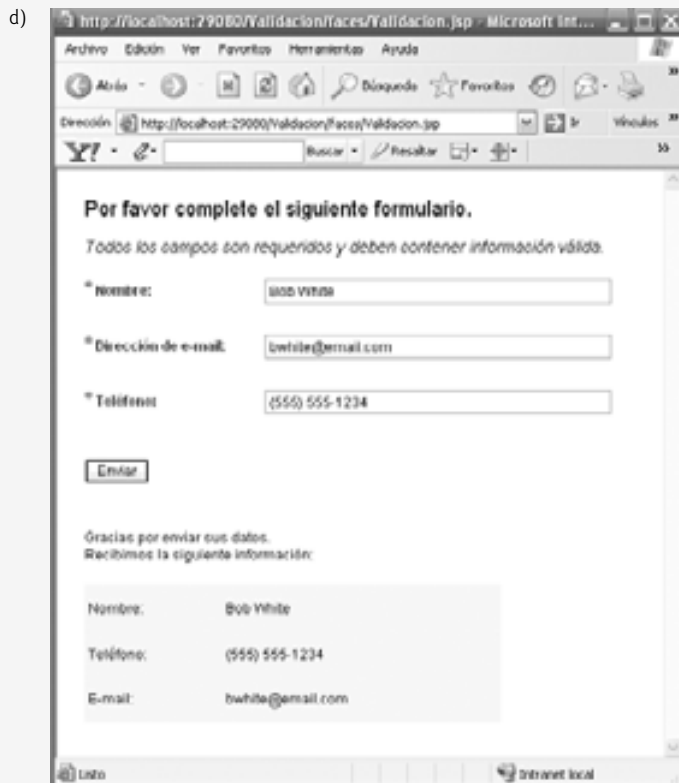 d)
http://localhost:29080/Validacion/faces/Validacion.jsp - Microsoft Int...
Archivo Edición Ver Favoritos Herramientas Ayuda
Atrás Búsqueda Favoritos »
Dirección http://localhost:29080/Validacion/faces/Validacion.jsp Ir Vínculos »
Y! Buscar Resaltar »
Por favor complete el siguiente formulario.
Todos los campos son requeridos y deben contener información válida.
* Nombre: Bob White
* Dirección de e-mail: bwhite@email.com
* Teléfono: (555) 555-1234
Enviar
Gracias por enviar sus datos.
Recibimos la siguiente información:
Nombre: Bob White
Teléfono: (555) 555-1234
E-mail: bwhite@email.com
Listo Intranet local